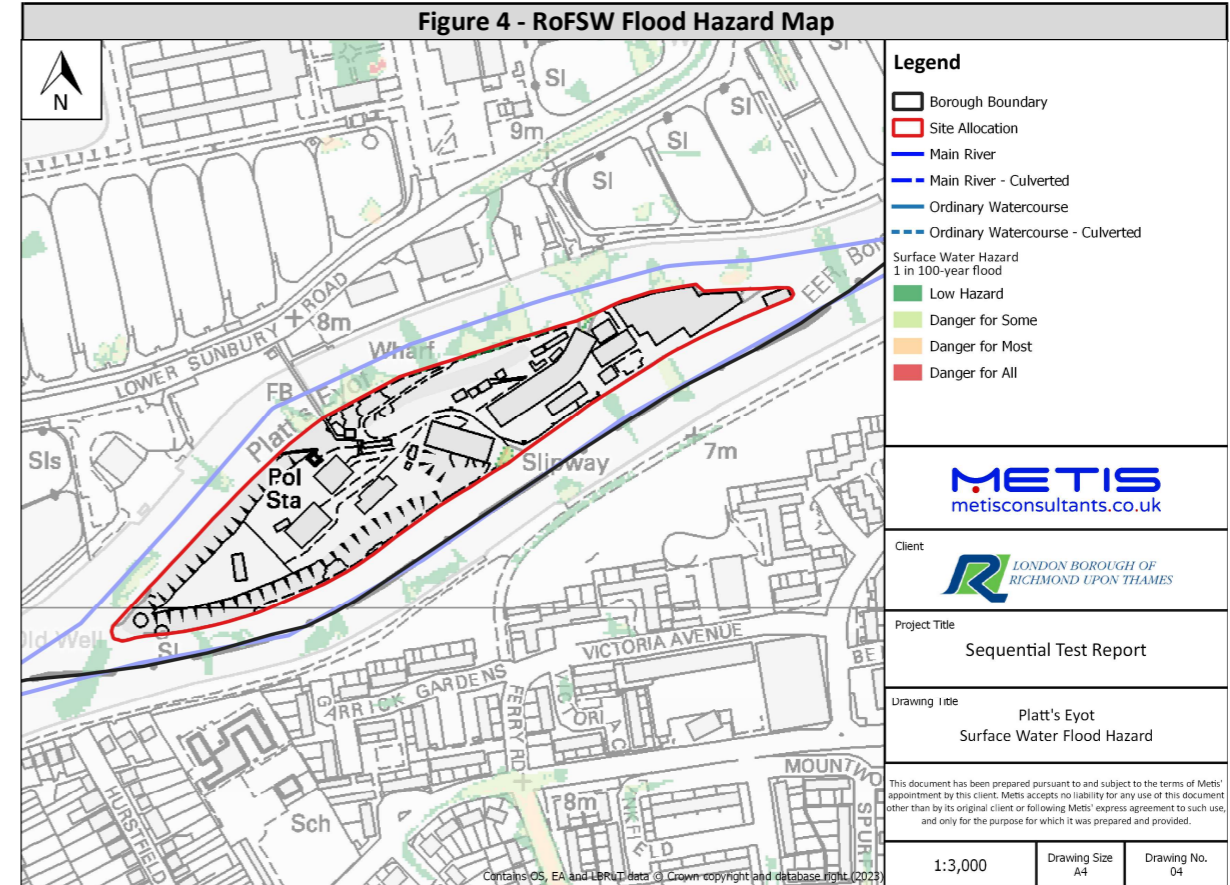 Figure 4 - RoFSW Flood Hazard Map
N
SI
SI
SI
SI
SI
9m
LOWER SUNBURY ROAD
8m
Wharf
FB
Platt's Eyot
SIs
Pol
Sta
Slipway
7m
EER
Old Well
SI
VICTORIA AVENUE
GARRICK GARDENS
FERRY RD
MOUNTWO
HURSTFIELD
Sch
8m
SPUR
Contains OS, EA and LBRuT data © Crown copyright and database right (2023)
Legend
Borough Boundary
Site Allocation
Main River
Main River - Culverted
Ordinary Watercourse
Ordinary Watercourse - Culverted
Surface Water Hazard
1 in 100-year flood
Low Hazard
Danger for Some
Danger for Most
Danger for All
METIS
metisconsultants.co.uk
Client
LONDON BOROUGH OF
RICHMOND UPON THAMES
Project Title
Sequential Test Report
Drawing Title
Platt's Eyot
Surface Water Flood Hazard
This document has been prepared pursuant to and subject to the terms of Metis'
appointment by this client. Metis accepts no liability for any use of this document
other than by its original client or following Metis' express agreement to such use,
and only for the purpose for which it was prepared and provided.
1:3,000
Drawing Size
A4
Drawing No.
04